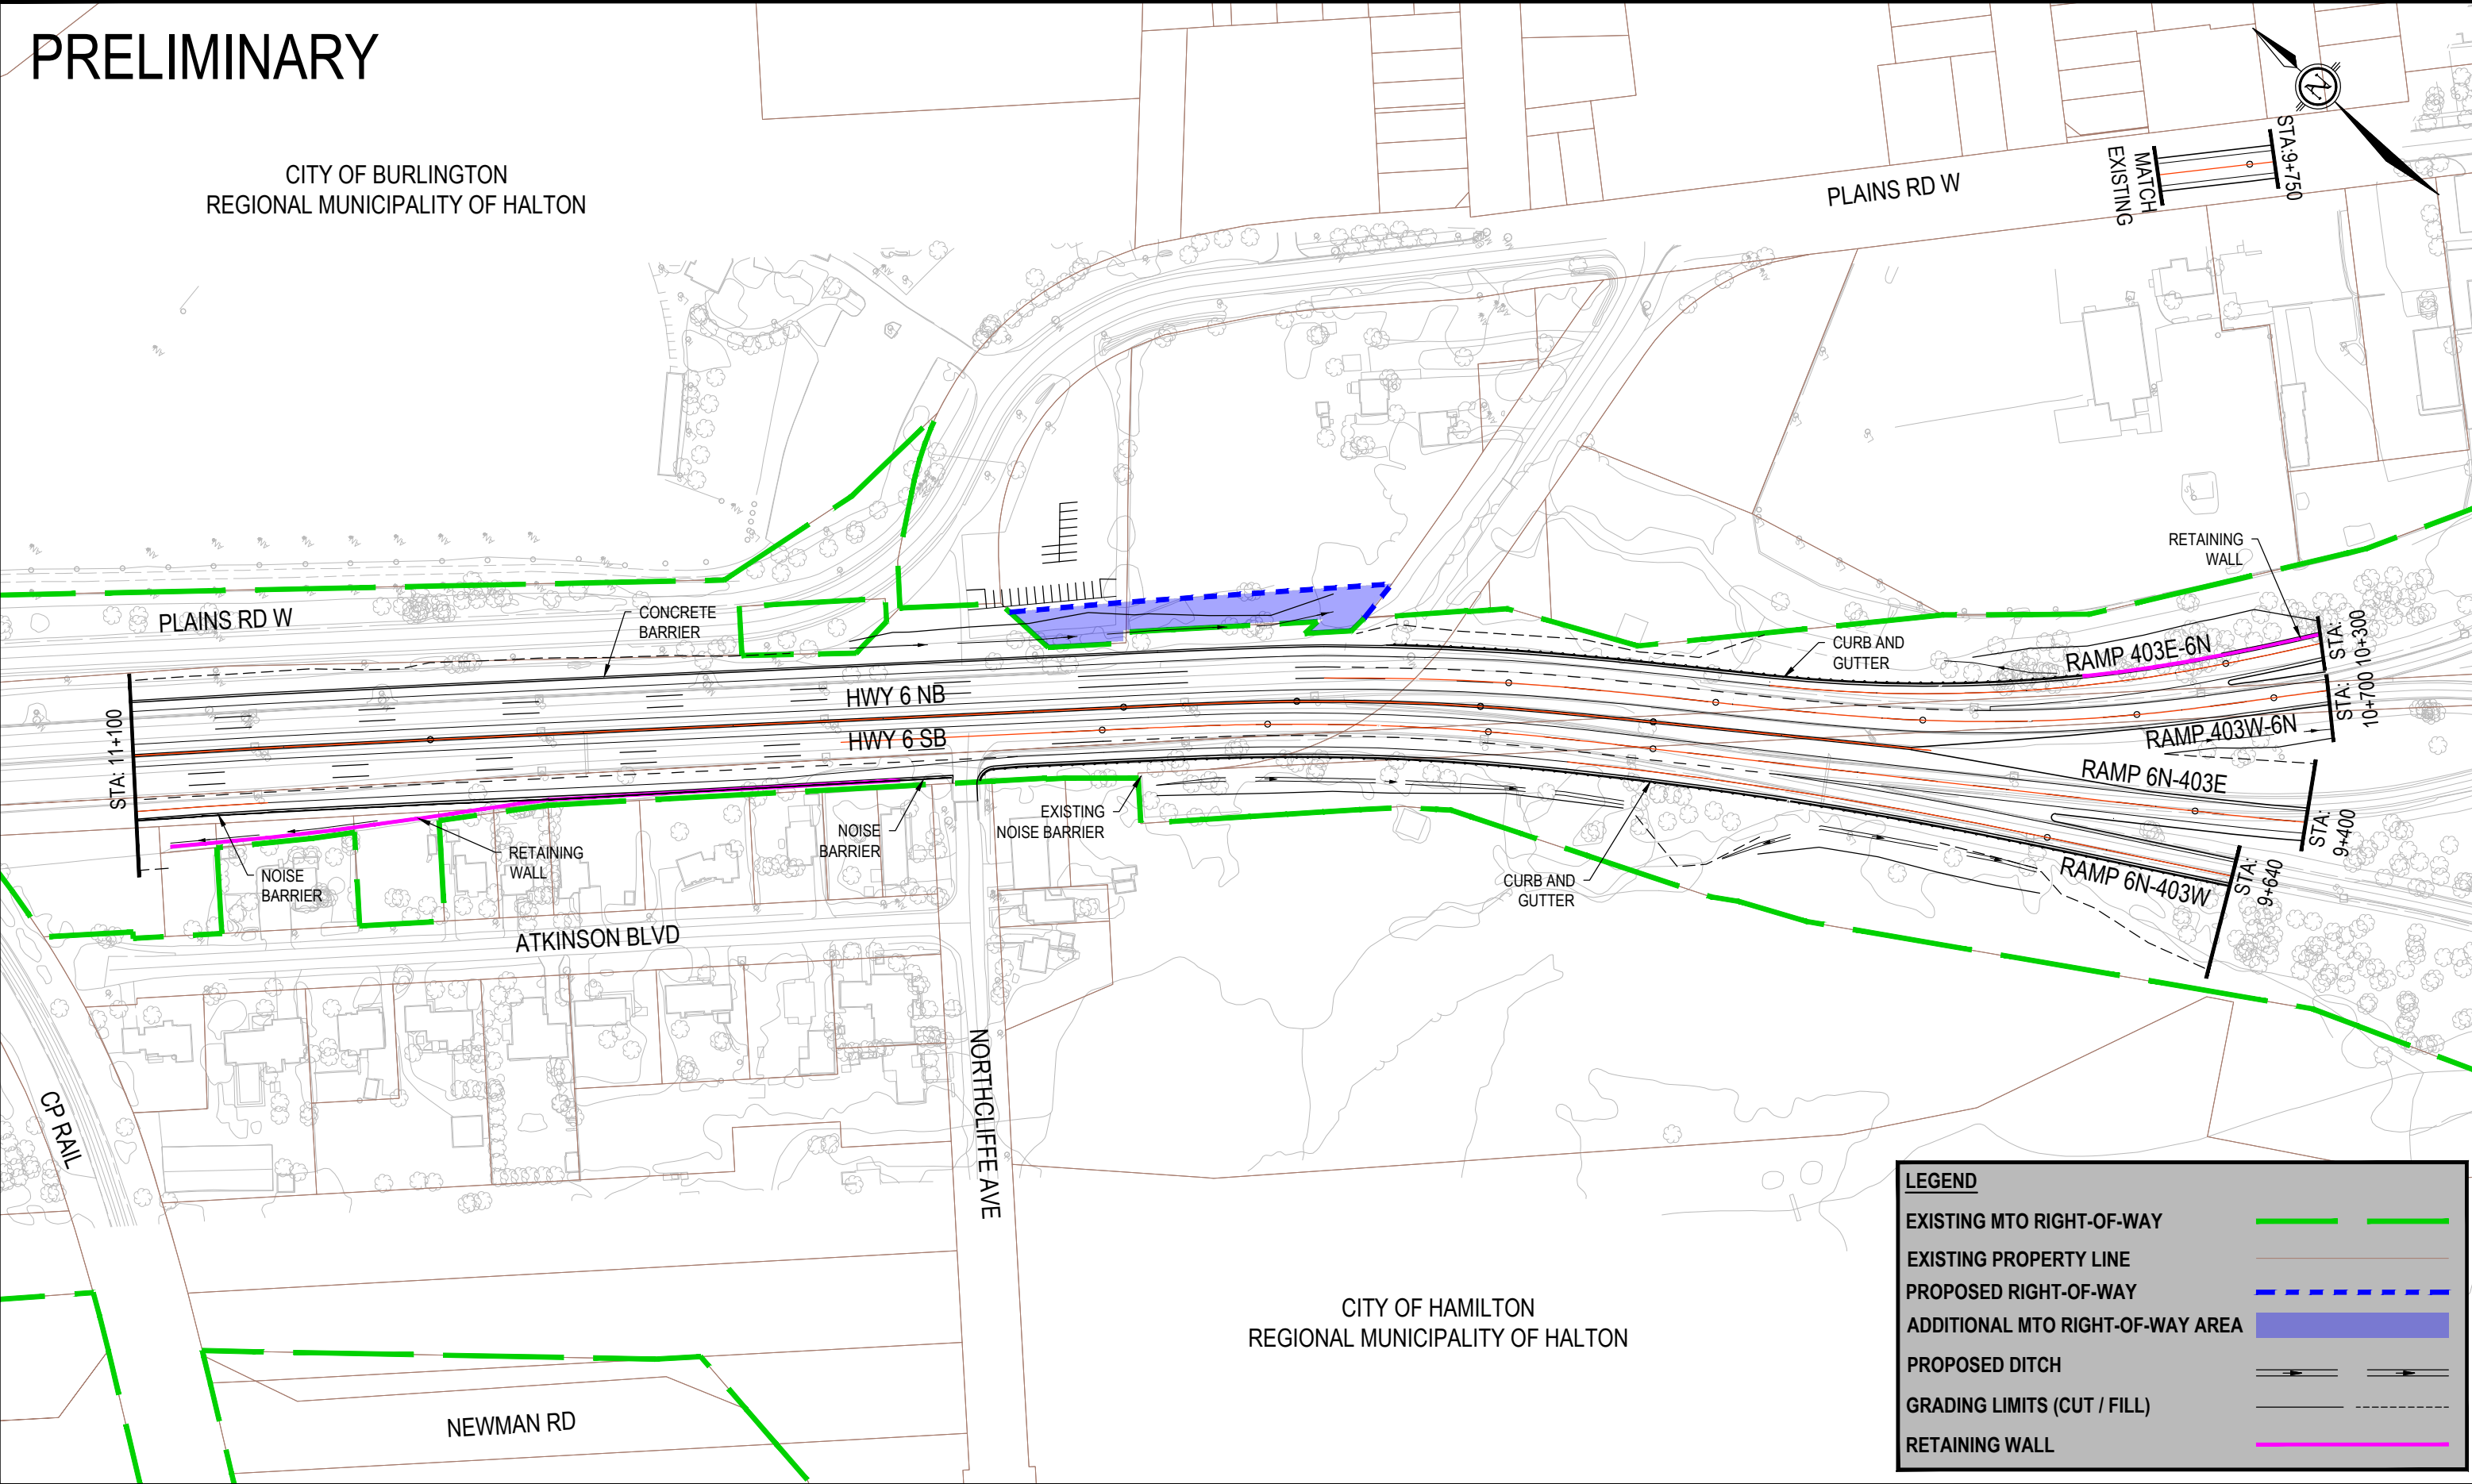 PRELIMINARY
CITY OF BURLINGTON
REGIONAL MUNICIPALITY OF HALTON
N
STA:9+750
MATCH
EXISTING
PLAINS RD W
RETAINING
WALL
PLAINS RD W
CONCRETE
BARRIER
CURB AND
GUTTER
RAMP 403E-6N
STA:
10+300
HWY 6 NB
STA:
10+700
RAMP 403W-6N
HWY 6 SB
STA: 11+100
RAMP 6N-403E
STA:
9+400
EXISTING
NOISE BARRIER
NOISE
BARRIER
RETAINING
WALL
NOISE
BARRIER
CURB AND
GUTTER
RAMP 6N-403W
STA:
9+640
ATKINSON BLVD
NORTHCLIFFE AVE
CP RAIL
CITY OF HAMILTON
REGIONAL MUNICIPALITY OF HALTON
NEWMAN RD
LEGEND
EXISTING MTO RIGHT-OF-WAY
EXISTING PROPERTY LINE
PROPOSED RIGHT-OF-WAY
ADDITIONAL MTO RIGHT-OF-WAY AREA
PROPOSED DITCH
GRADING LIMITS (CUT / FILL)
RETAINING WALL